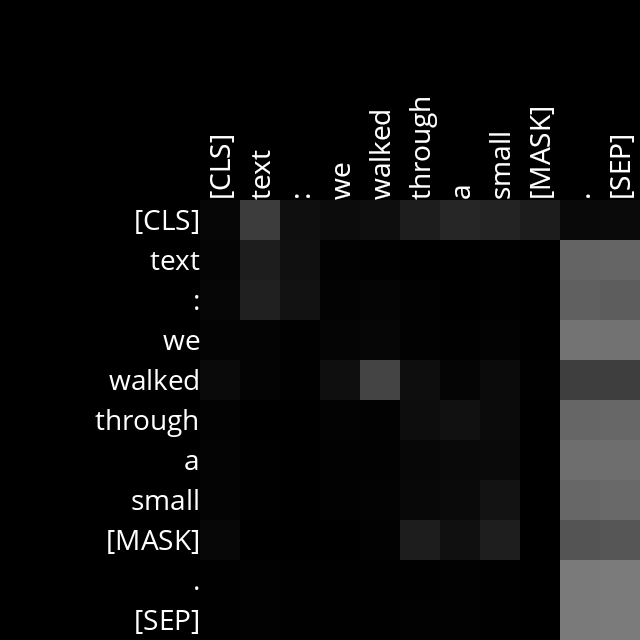 [CLS] text : we walked through a small [MASK] . [SEP]
[CLS]
text
:
we
walked
through
a
small
[MASK]
.
[SEP]